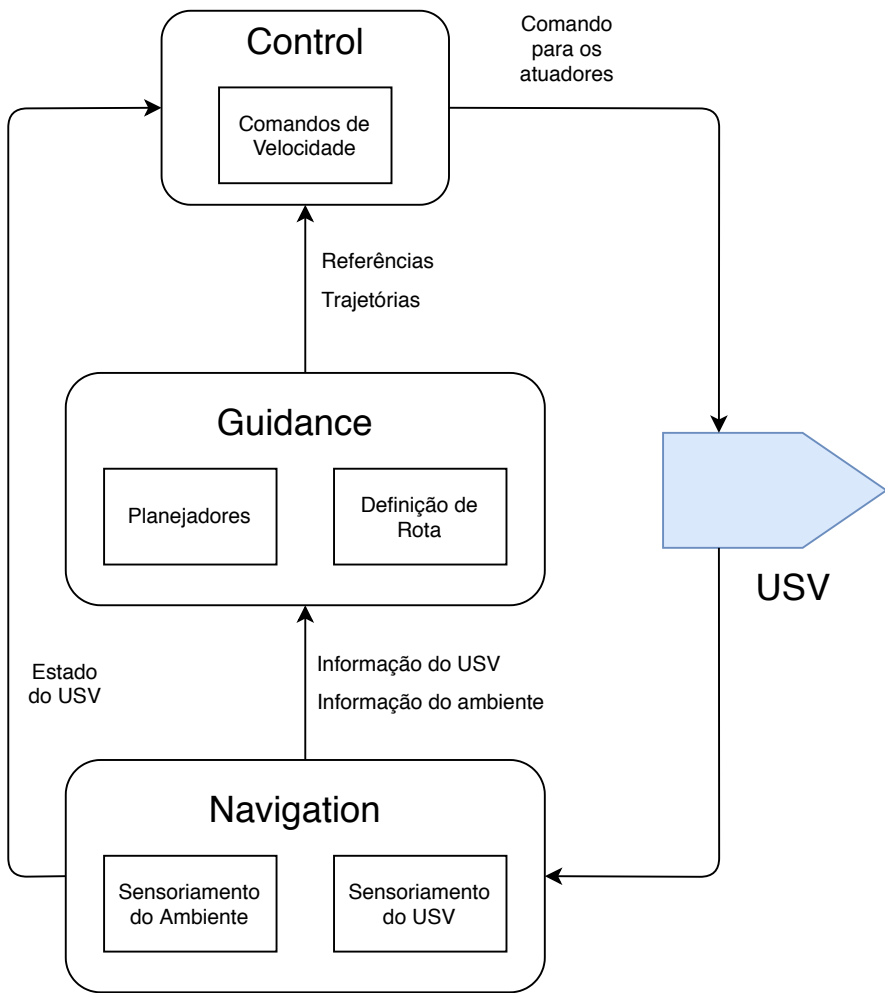 Control
Comando
para os
atuadores
Comandos de
Velocidade
Referências
Trajetórias
Guidance
Planejadores
Definição de
Rota
USV
Estado
do USV
Informação do USV
Informação do ambiente
Navigation
Sensoriamento
do Ambiente
Sensoriamento
do USV